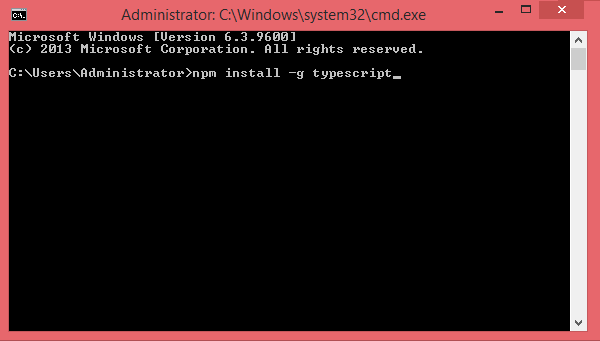 Administrator: C:\Windows\system32\cmd.exe
Microsoft Windows [Version 6.3.9600]
(c) 2013 Microsoft Corporation. All rights reserved.
C:\Users\Administrator>npm install -g typescript_